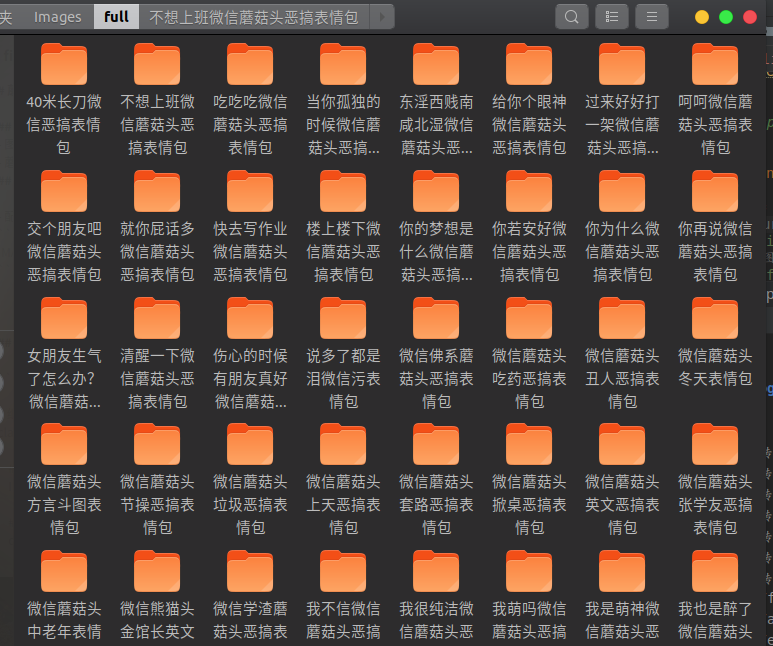 夹 Images full 不想上班微信蘑菇头恶搞表情包
40米长刀微 不想上班微 吃吃吃微信 当你孤独的 东淫西贱南 给你个眼神 过来好好打 呵呵微信蘑
信恶搞表情 信蘑菇头恶 蘑菇头恶搞 时候微信蘑 咸北湿微信 微信蘑菇头 一架微信蘑 菇头恶搞表
包 搞表情包 表情包 菇头恶搞... 蘑菇头恶... 恶搞表情包 菇头恶搞... 情包
交个朋友吧 就你屁话多 快去写作业 楼上楼下微 你的梦想是 你若安好微 你为什么微 你再说微信
微信蘑菇头 微信蘑菇头 微信蘑菇头 信蘑菇头恶 什么微信蘑 信蘑菇头恶 信蘑菇头恶 蘑菇头恶搞
恶搞表情包 恶搞表情包 恶搞表情包 搞表情包 菇头恶搞... 搞表情包 搞表情包 表情包
女朋友生气 清醒一下微 伤心的时候 说多了都是 微信佛系蘑 微信蘑菇头 微信蘑菇头 微信蘑菇头
了怎么办？ 信蘑菇头恶 有朋友真好 泪微信污表 菇头恶搞表 吃药恶搞表 丑人恶搞表 冬天表情包
微信蘑菇... 搞表情包 微信蘑菇... 情包 情包 情包 情包
微信蘑菇头 微信蘑菇头 微信蘑菇头 微信蘑菇头 微信蘑菇头 微信蘑菇头 微信蘑菇头 微信蘑菇头
方言斗图表 节操恶搞表 垃圾恶搞表 上天恶搞表 套路恶搞表 掀桌恶搞表 英文恶搞表 张学友恶搞
情包 情包 情包 情包 情包 情包 情包 表情包
微信蘑菇头 微信熊猫头 微信学渣蘑 我不信微信 我很纯洁微 我萌吗微信 我是萌神微 我也是醉了
中老年表情 金馆长英文 菇头恶搞表 蘑菇头恶搞 信蘑菇头恶 蘑菇头恶搞 信蘑菇头恶 微信蘑菇头